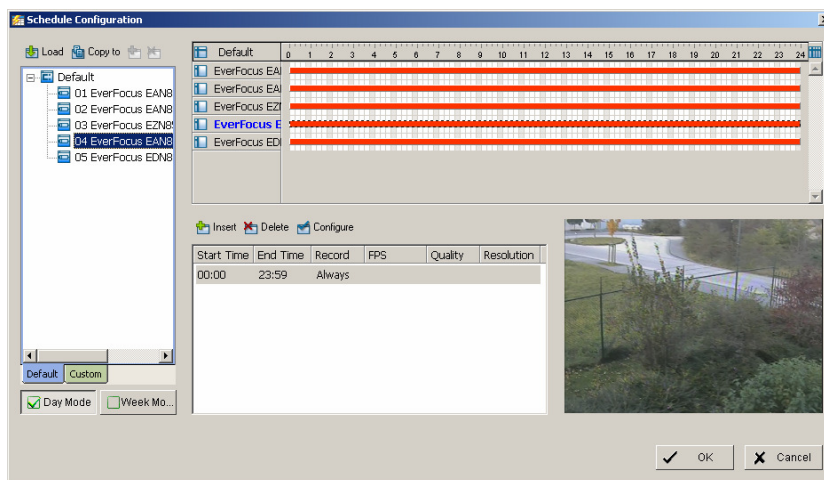 Schedule Configuration
Load Copy to
Default
01 EverFocus EAN8
02 EverFocus EAN8
03 EverFocus EZN8
04 EverFocus EAN8
05 EverFocus EDN8
Default Custom
Day Mode Week Mo...
Default 0 1 2 3 4 5 6 7 8 9 10 11 12 13 14 15 16 17 18 19 20 21 22 23 24
EverFocus EA
EverFocus EA
EverFocus EZ
EverFocus E
EverFocus ED
Insert Delete Configure
Start Time End Time Record FPS Quality Resolution
00:00 23:59 Always
OK Cancel